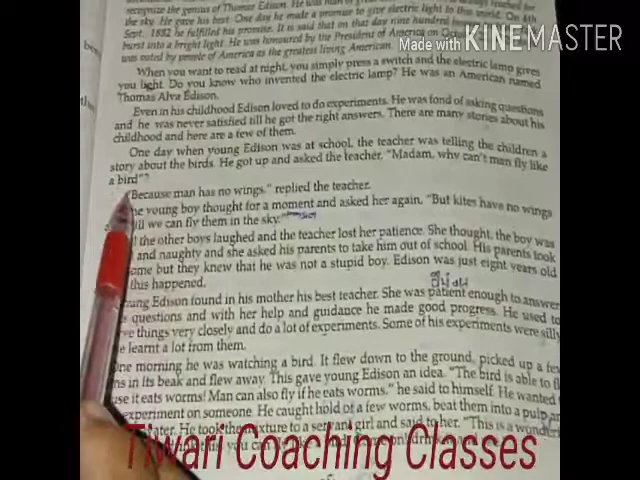 recognize the genius of Thomas Edison. He was
the sky. He gave his best. One day he made a promise to give electric light to this world. On 4th
Sept. 1882 he fulfilled his promise. It is said that on that day nine hundred
burst into a bright light. He was honoured by the President of America on
was voted by people of America as the greatest living American.
Made with KINEMASTER
When you want to read at night, you simply press a switch and the electric lamp gives
you light. Do you know who invented the electric lamp? He was an American named
Thomas Alva Edison.
Even in his childhood Edison loved to do experiments. He was fond of asking questions
and he was never satisfied till he got the right answers. There are many stories about his
childhood and here are a few of them.
One day when young Edison was at school, the teacher was telling the children a
story about the birds. He got up and asked the teacher, "Madam, why can't man fly like
a bird"?
"Because man has no wings," replied the teacher.
he young boy thought for a moment and asked her again, "But kites have no wings
ill we can fly them in the sky."
the other boys laughed and the teacher lost her patience. She thought, the boy was
and naughty and she asked his parents to take him out of school. His parents took
ome but they knew that he was not a stupid boy. Edison was just eight years old
this happened.
ung Edison found in his mother his best teacher. She was patient enough to answer
questions and with her help and guidance he made good progress. He used to
e things very closely and do a lot of experiments. Some of his experiments were silly
e learnt a lot from them.
One morning he was watching a bird. It flew down to the ground, picked up a few
ns in its beak and flew away. This gave young Edison an idea. "The bird is able to fl
use it eats worms! Man can also fly if he eats worms," he said to himself. He wanted
experiment on someone. He caught hold of a few worms, beat them into a pulp a
ater. He took the mixture to a servant girl and said to her, "This is a wonder
Tiwari Coaching Classes